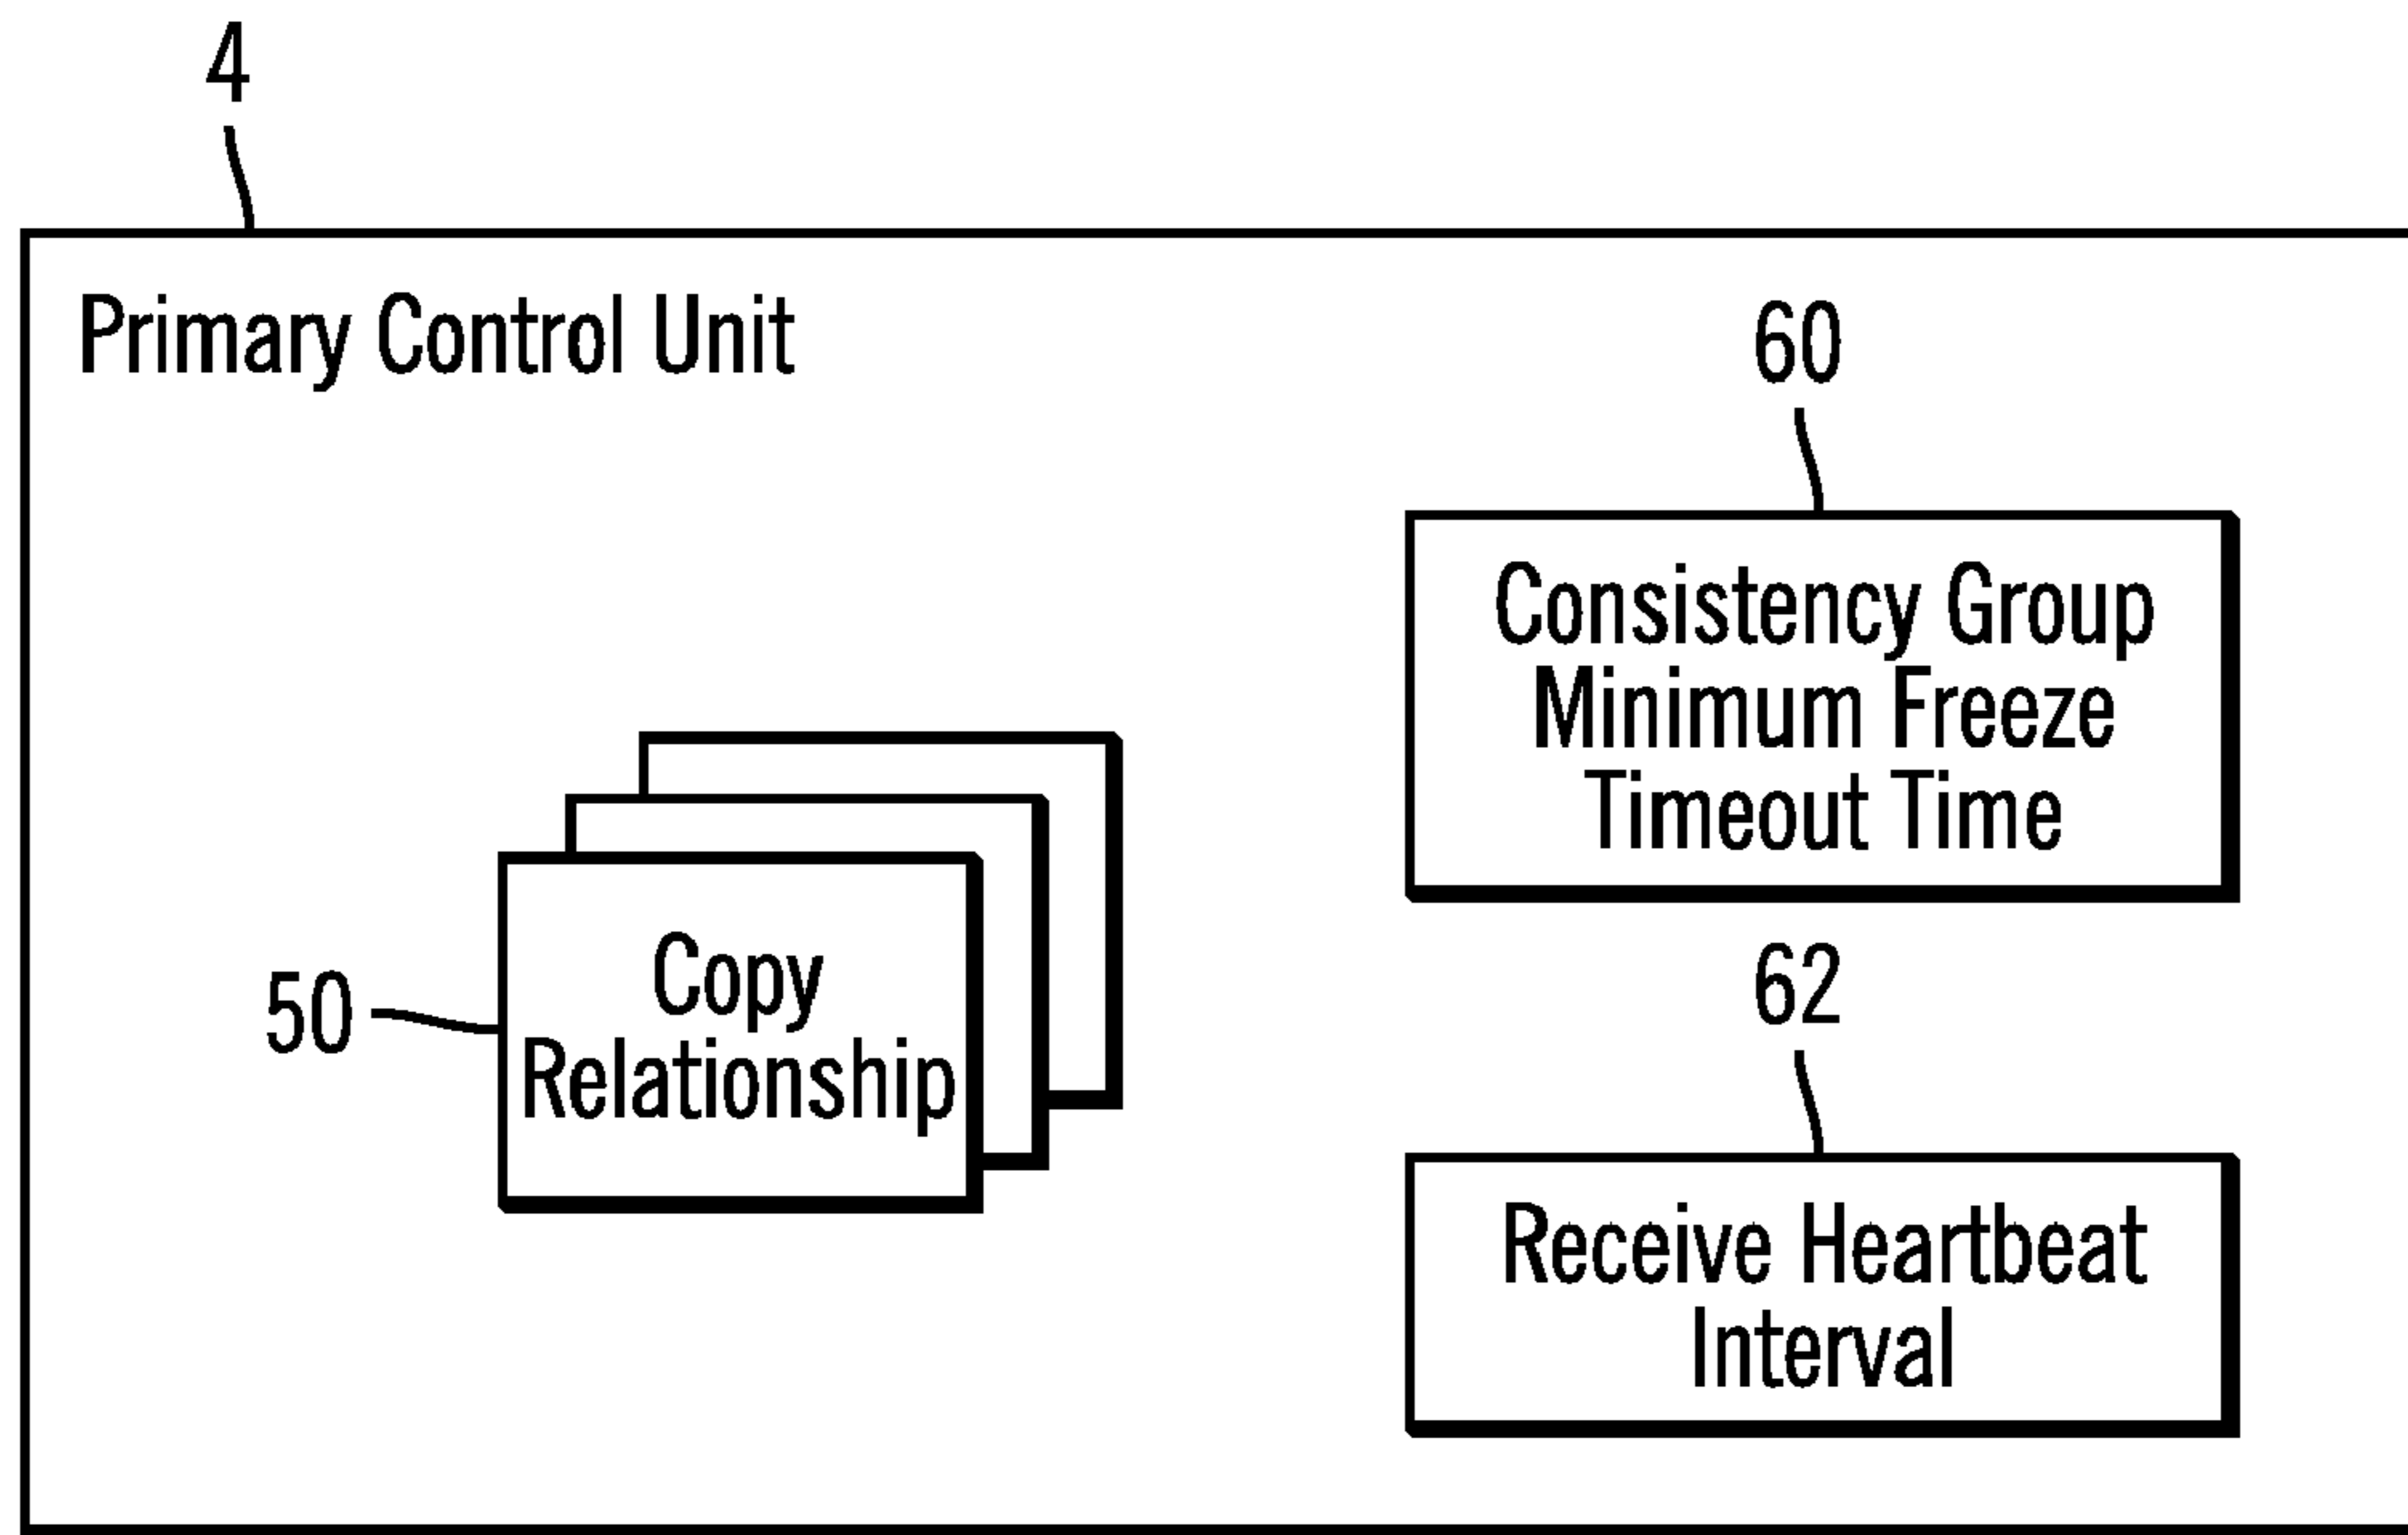 4
Primary Control Unit
60
Consistency Group
Minimum Freeze
Timeout Time
50
Copy
Relationship
62
Receive Heartbeat
Interval